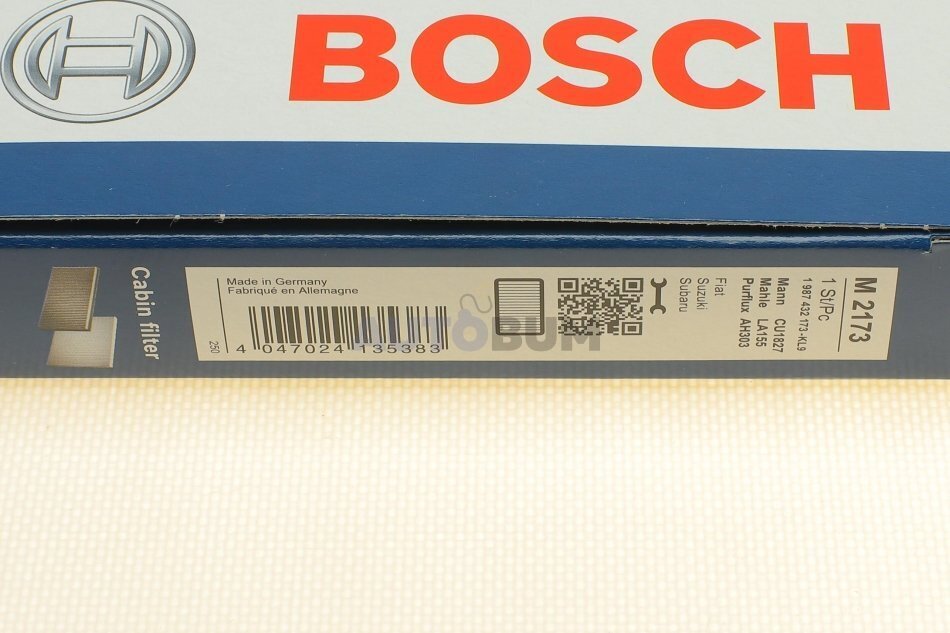 BOSCH
Cabin filter
Made in Germany
Fabriqué en Allemagne
250
4 047024 135383
AUTOBUM
M 2173
1 St/Pc
1 987 432 173 -KL9
Mann CU1827
Mahle LA155
Purflux AH303
Fiat
Suzuki
Subaru